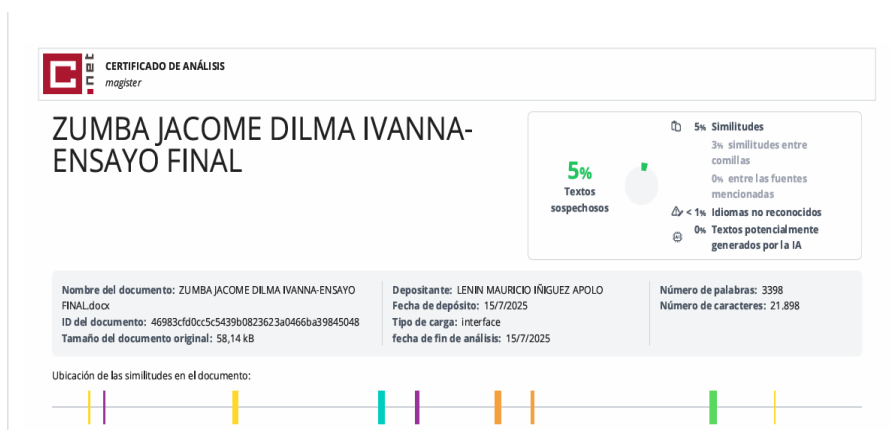 C.net
CERTIFICADO DE ANÁLISIS
magister
ZUMBA JACOME DILMA IVANNA-
ENSAYO FINAL
5%
Textos
sospechosos
5% Similitudes
3% similitudes entre
comillas
0% entre las fuentes
mencionadas
< 1% Idiomas no reconocidos
0% Textos potencialmente
generados por la IA
Nombre del documento: ZUMBA JACOME DILMA IVANNA-ENSAYO
FINAL.docx
ID del documento: 46983cfd0cc5c5439b0823623a0466ba39845048
Tamaño del documento original: 58,14 kB
Depositante: LENIN MAURICIO IÑIGUEZ APOLO
Fecha de depósito: 15/7/2025
Tipo de carga: interface
fecha de fin de análisis: 15/7/2025
Número de palabras: 3398
Número de caracteres: 21.898
Ubicación de las similitudes en el documento: